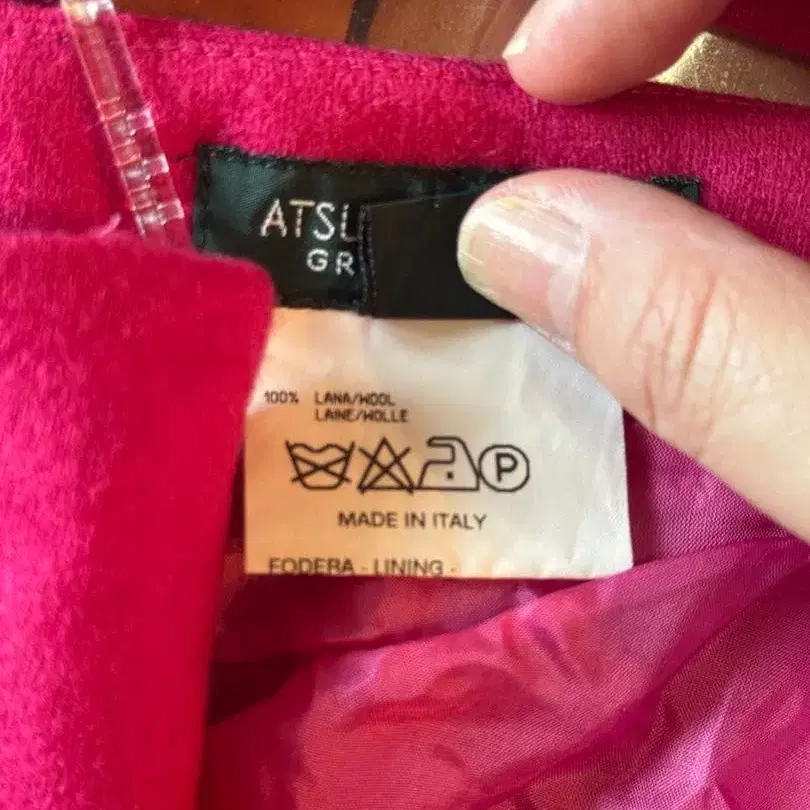 ATSU
GR
100% LANA/WOOL
LAINE/WOLLE
P
MADE IN ITALY
FODERA - LINING -